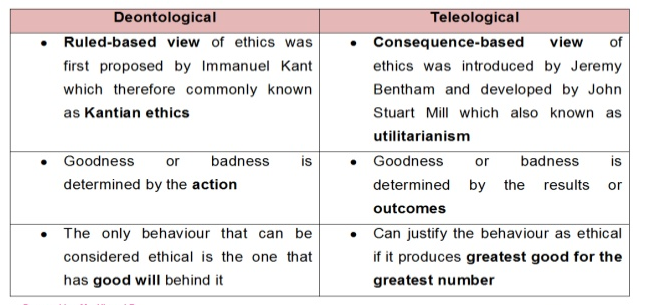 Deontological
Teleological
• Ruled-based view of ethics was
first proposed by Immanuel Kant
which therefore commonly known
as Kantian ethics
• Consequence-based view of
ethics was introduced by Jeremy
Bentham and developed by John
Stuart Mill which also known as
utilitarianism
• Goodness or badness is
determined by the action
• Goodness or badness is
determined by the results or
outcomes
• The only behaviour that can be
considered ethical is the one that
has good will behind it
• Can justify the behaviour as ethical
if it produces greatest good for the
greatest number